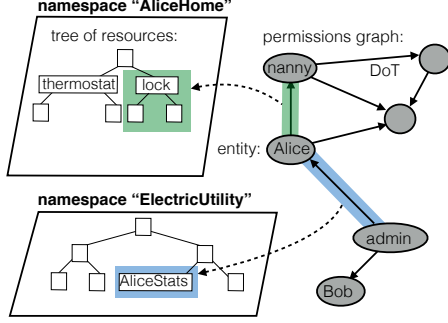 namespace “AliceHome”
tree of resources:
thermostat
lock
permissions graph:
nanny
DoT
entity:
Alice
namespace “ElectricUtility”
AliceStats
admin
Bob